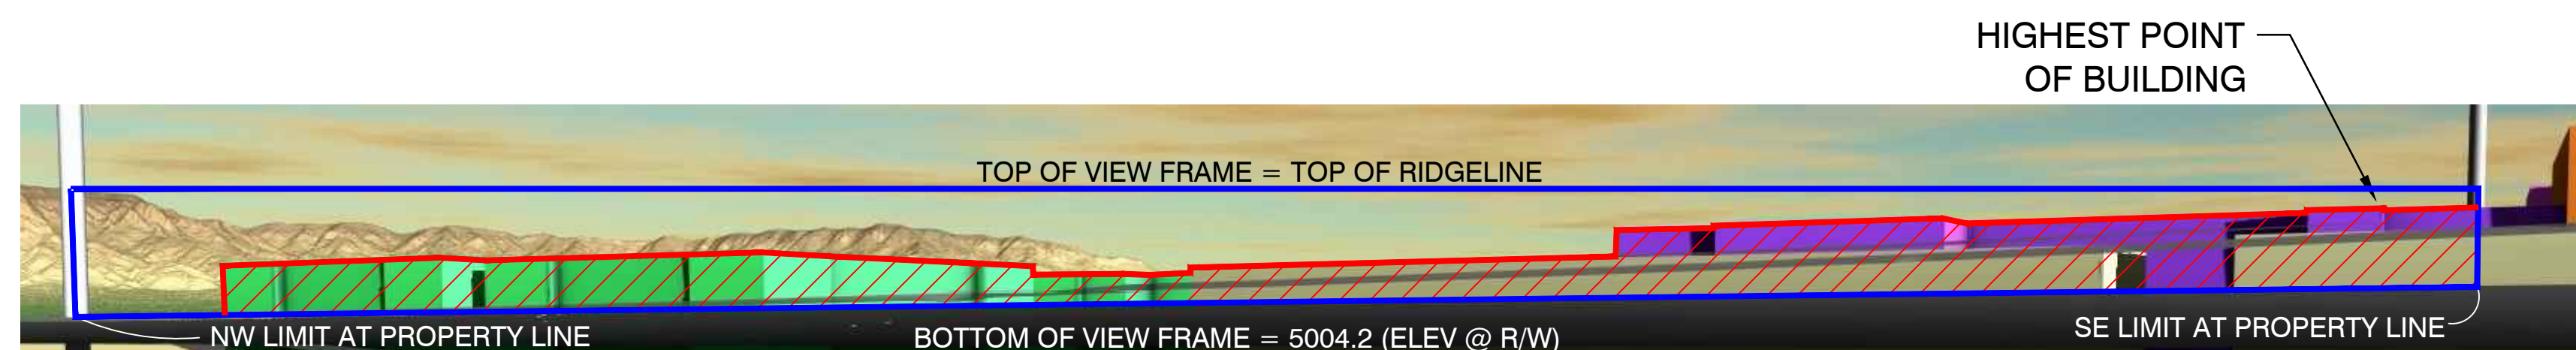 HIGHEST POINT
OF BUILDING
TOP OF VIEW FRAME = TOP OF RIDGELINE
NW LIMIT AT PROPERTY LINE
BOTTOM OF VIEW FRAME = 5004.2 (ELEV @ R/W)
SE LIMIT AT PROPERTY LINE